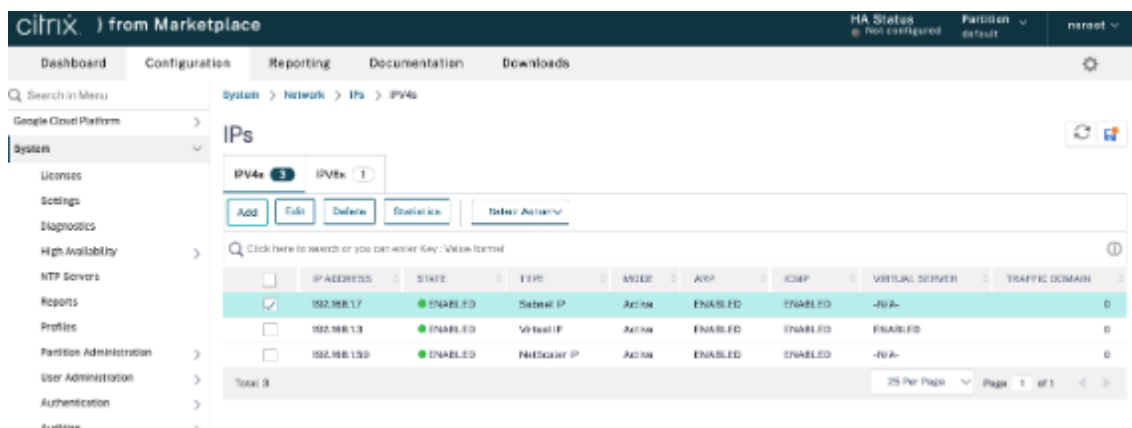 citrix ) from Marketplace
HA Status
Not configured
Partition
default
nsroot
Dashboard Configuration Reporting Documentation Downloads
Search in Menu
System > Network > IPs > IPV4s
Google Cloud Platform
System
IPs
IPV4s 3 IPV6s 1
Licenses
Settings
Diagnostics
High Availability
NTP Servers
Reports
Profiles
Partition Administration
User Administration
Authentication
Auditing
Add Edit Delete Statistics Select Action
Click here to search or you can enter Key : Value format
IP ADDRESS STATE TYPE MODE ARP ICMP VIRTUAL SERVER TRAFFIC DOMAIN
192.168.1.7 ENABLED Subnet IP Active ENABLED ENABLED -N/A- 0
192.168.1.3 ENABLED Virtual IP Active ENABLED ENABLED ENABLED 0
ENABLED NetScaler IP Active ENABLED ENABLED -N/A- 0
Total 3
25 Per Page Page 1 of 1